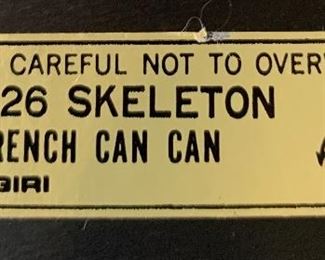 CAREFUL NOT TO OVER
26 SKELETON
RENCH CAN CAN
GIRI